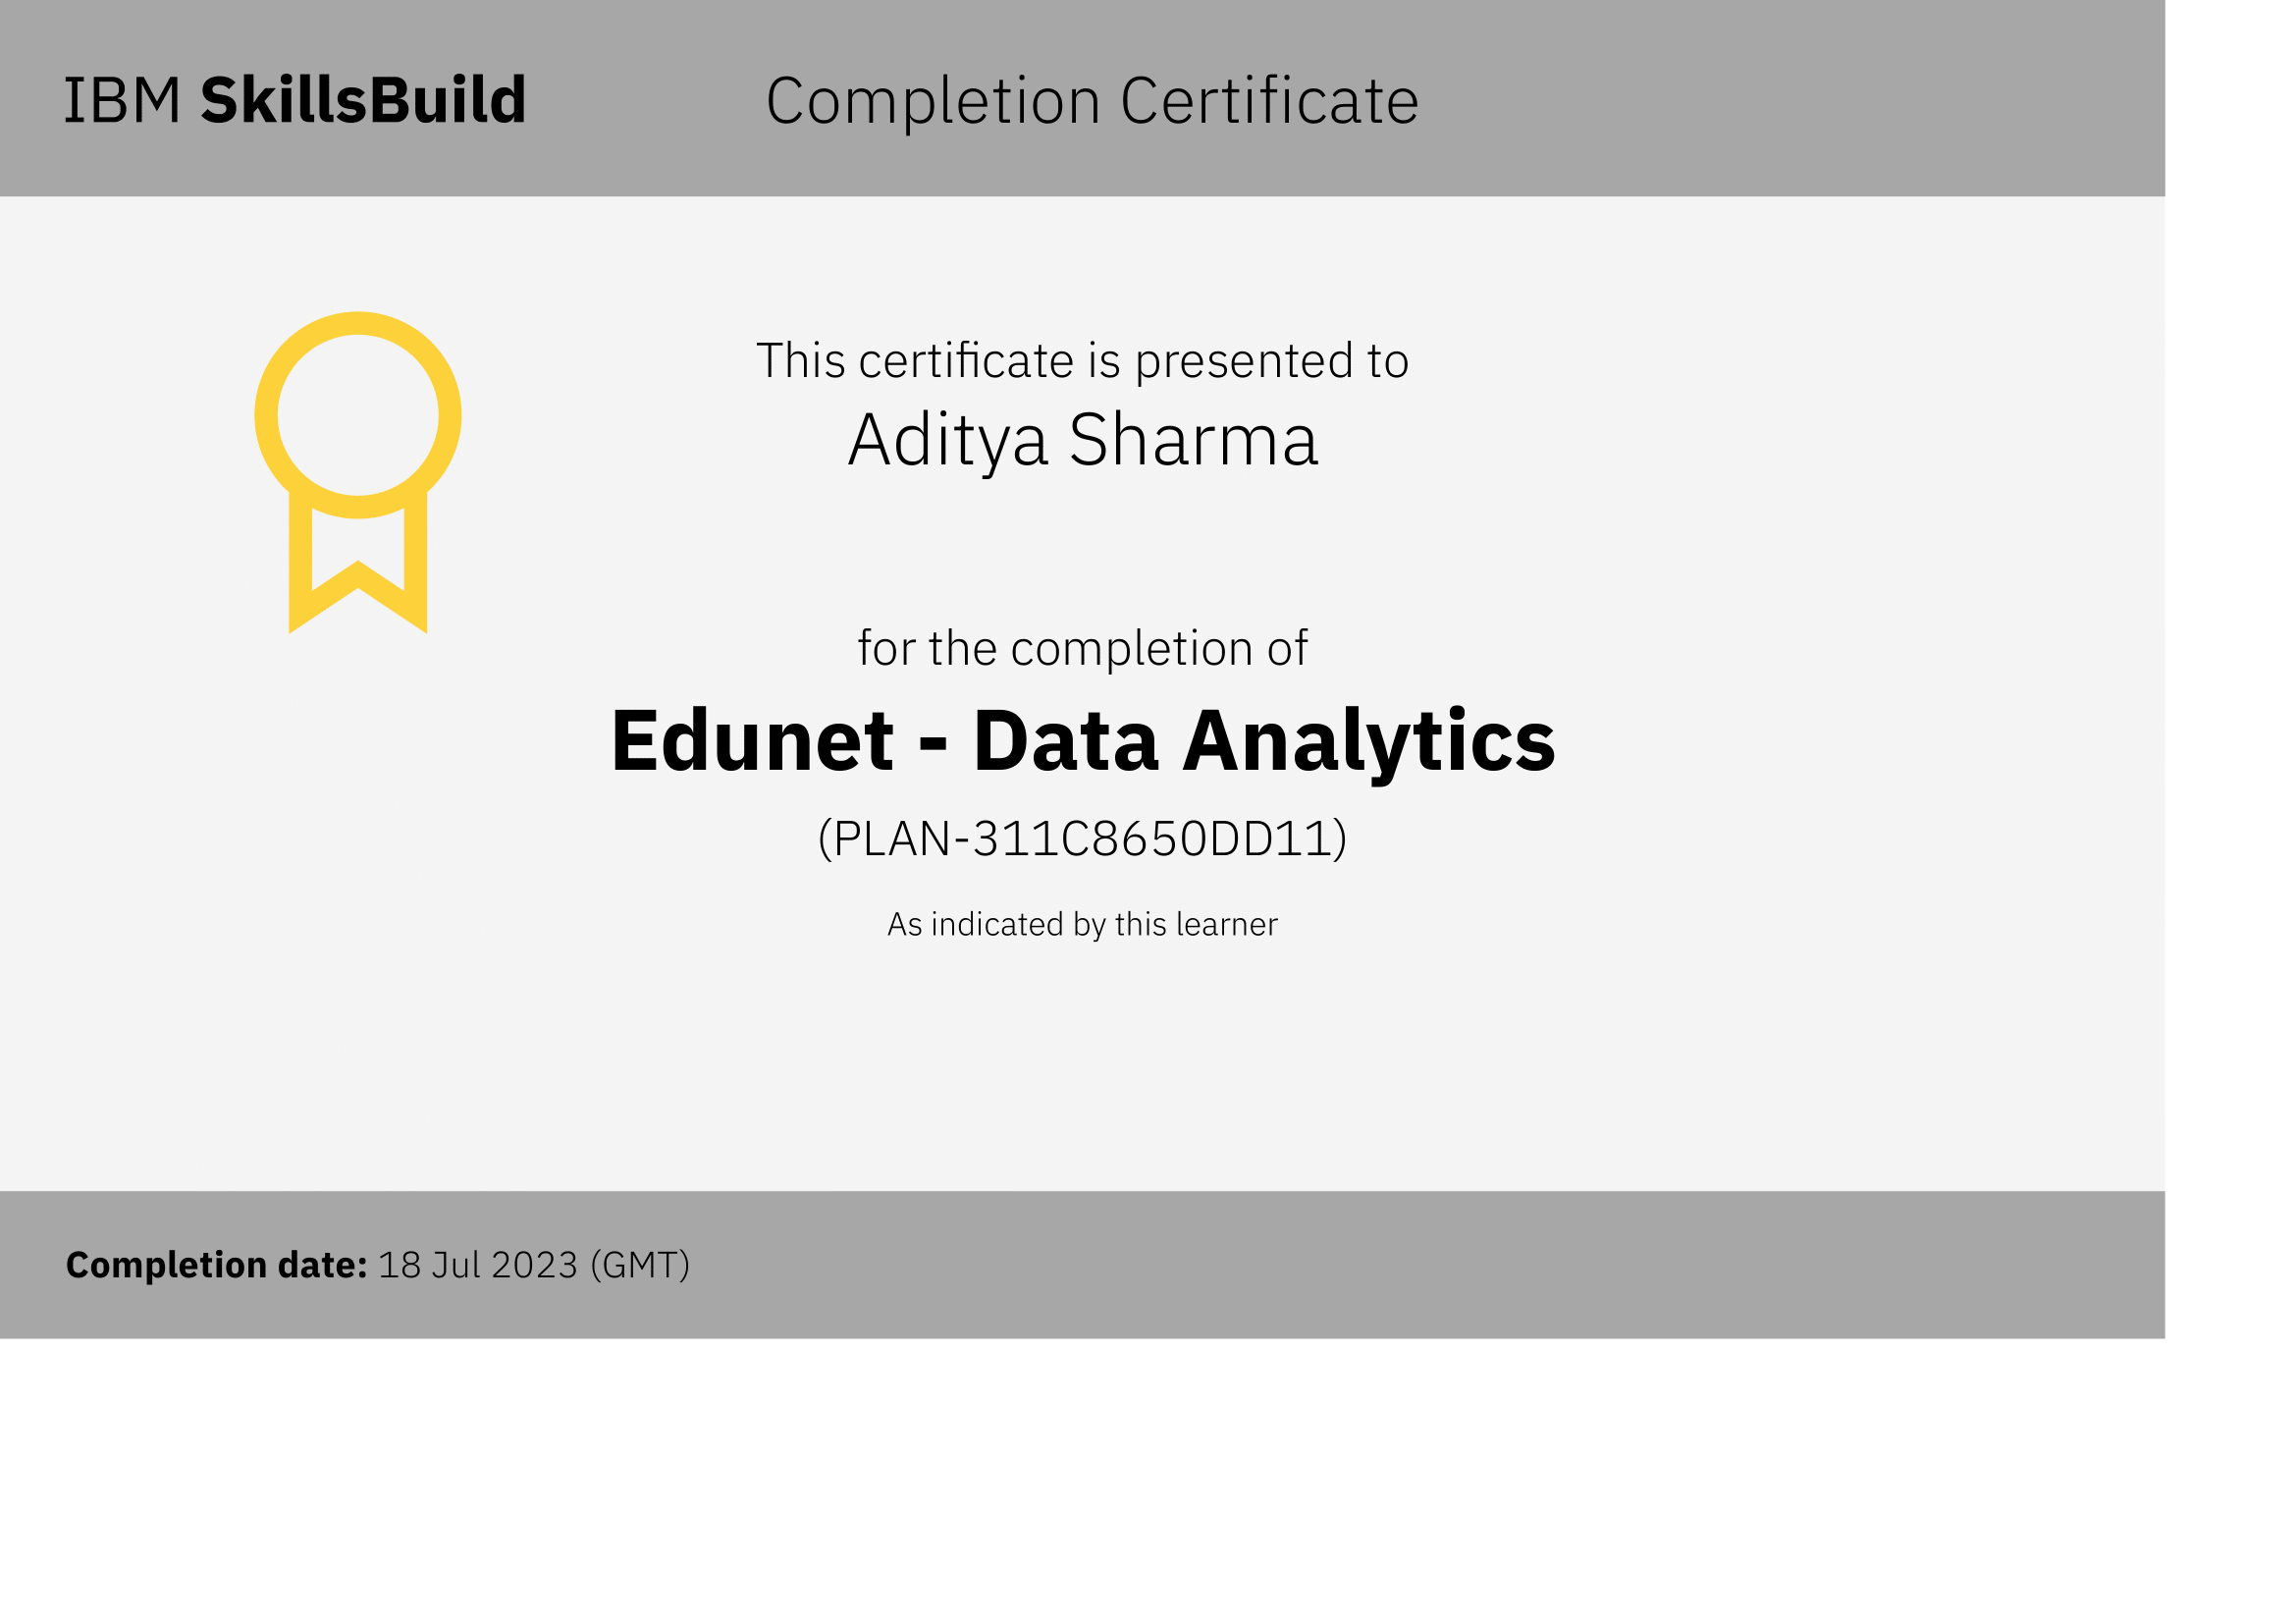 IBM SkillsBuild
Completion Certificate
This certificate is presented to
Aditya Sharma
for the completion of
Edunet - Data Analytics
(PLAN-311C8650DD11)
As indicated by this learner
Completion date: 18 Jul 2023 (GMT)